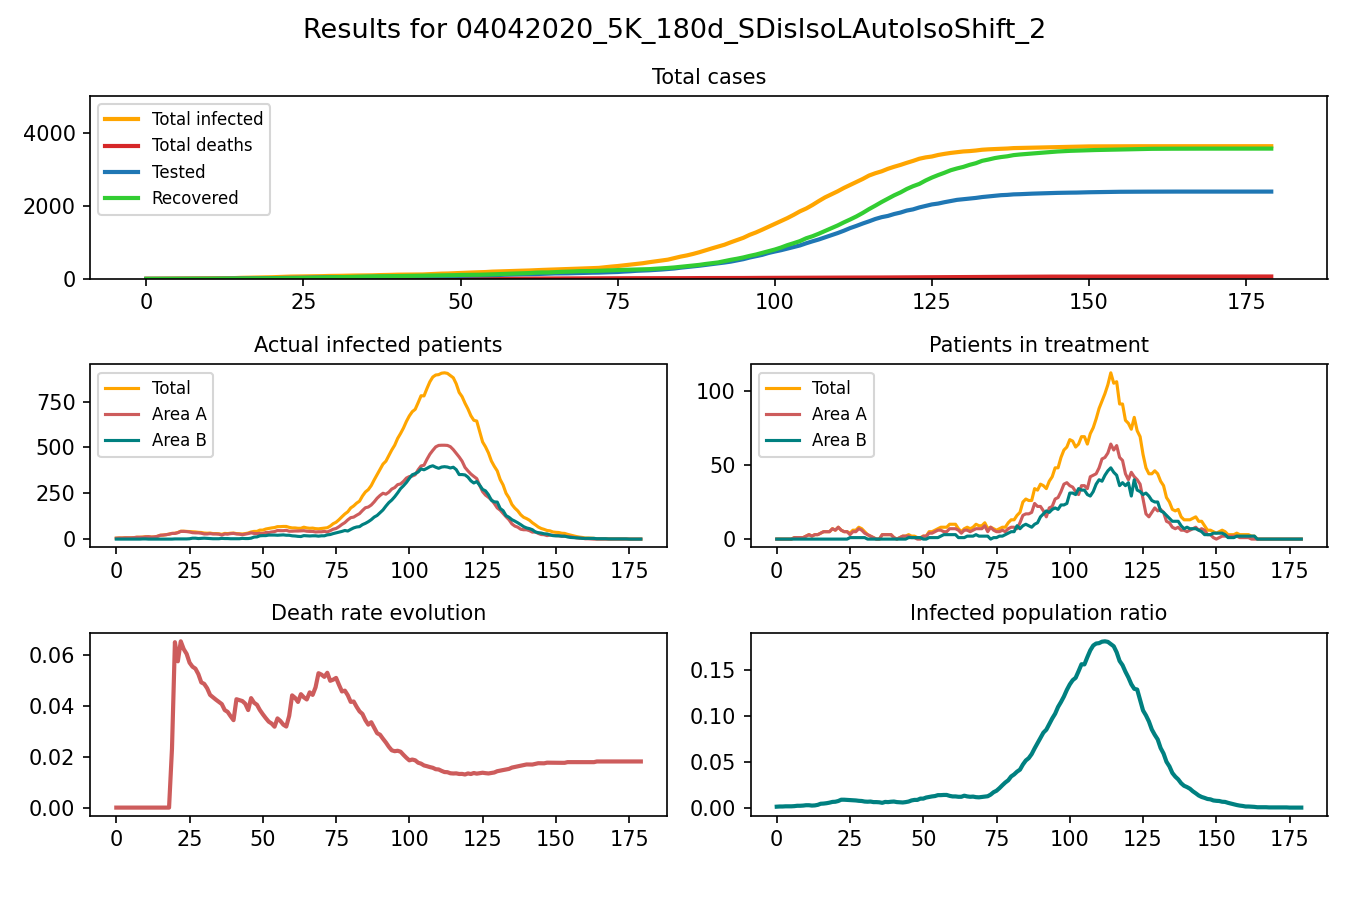 Results for 04042020_5K_180d_SDisIsoLAutoIsoShift_2
Total cases
Total infected
Total deaths
Tested
Recovered
4000
2000
0
0 25 50 75 100 125 150 175
Actual infected patients
Total
Area A
Area B
750
500
250
0
0 25 50 75 100 125 150 175
Patients in treatment
Total
Area A
Area B
100
50
0
0 25 50 75 100 125 150 175
Death rate evolution
0.06
0.04
0.02
0.00
0 25 50 75 100 125 150 175
Infected population ratio
0.15
0.10
0.05
0.00
0 25 50 75 100 125 150 175